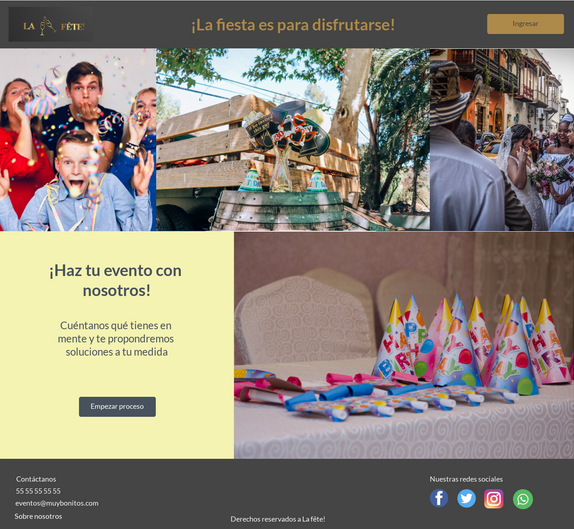 LA FÊTE
¡La fiesta es para disfrutarse!
Ingresar
¡Haz tu evento con
nosotros!
Cuéntanos qué tienes en
mente y te propondremos
soluciones a tu medida
Empezar proceso
Contáctanos
55 55 55 55 55
eventos@muybonitos.com
Sobre nosotros
Nuestras redes sociales
Derechos reservados a La fête!